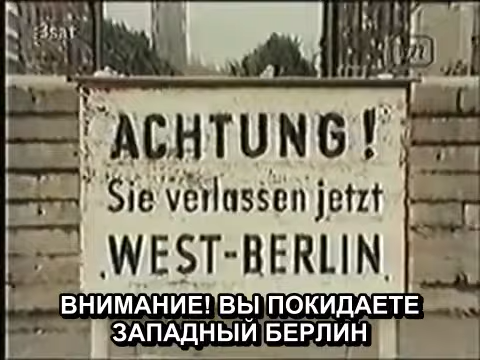 3sat
ACHTUNG!
Sie verlassen jetzt
WEST-BERLIN
ВНИМАНИЕ! ВЫ ПОКИДАЕТЕ
ЗАПАДНЫЙ БЕРЛИН